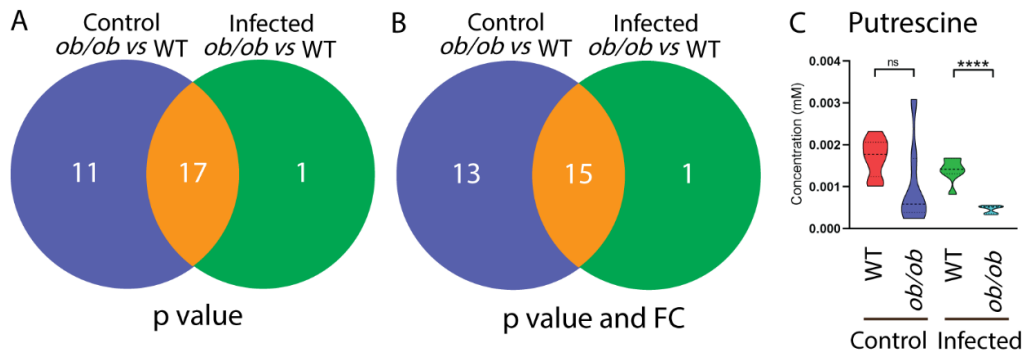 A
Control
ob/ob vs WT
Infected
ob/ob vs WT
11
17
1
p value
B
Control
ob/ob vs WT
Infected
ob/ob vs WT
13
15
1
p value and FC
C
Putrescine
Concentration (mM)
0.004
0.003
0.002
0.001
0.000
ns
****
WT
ob/ob
WT
ob/ob
Control
Infected